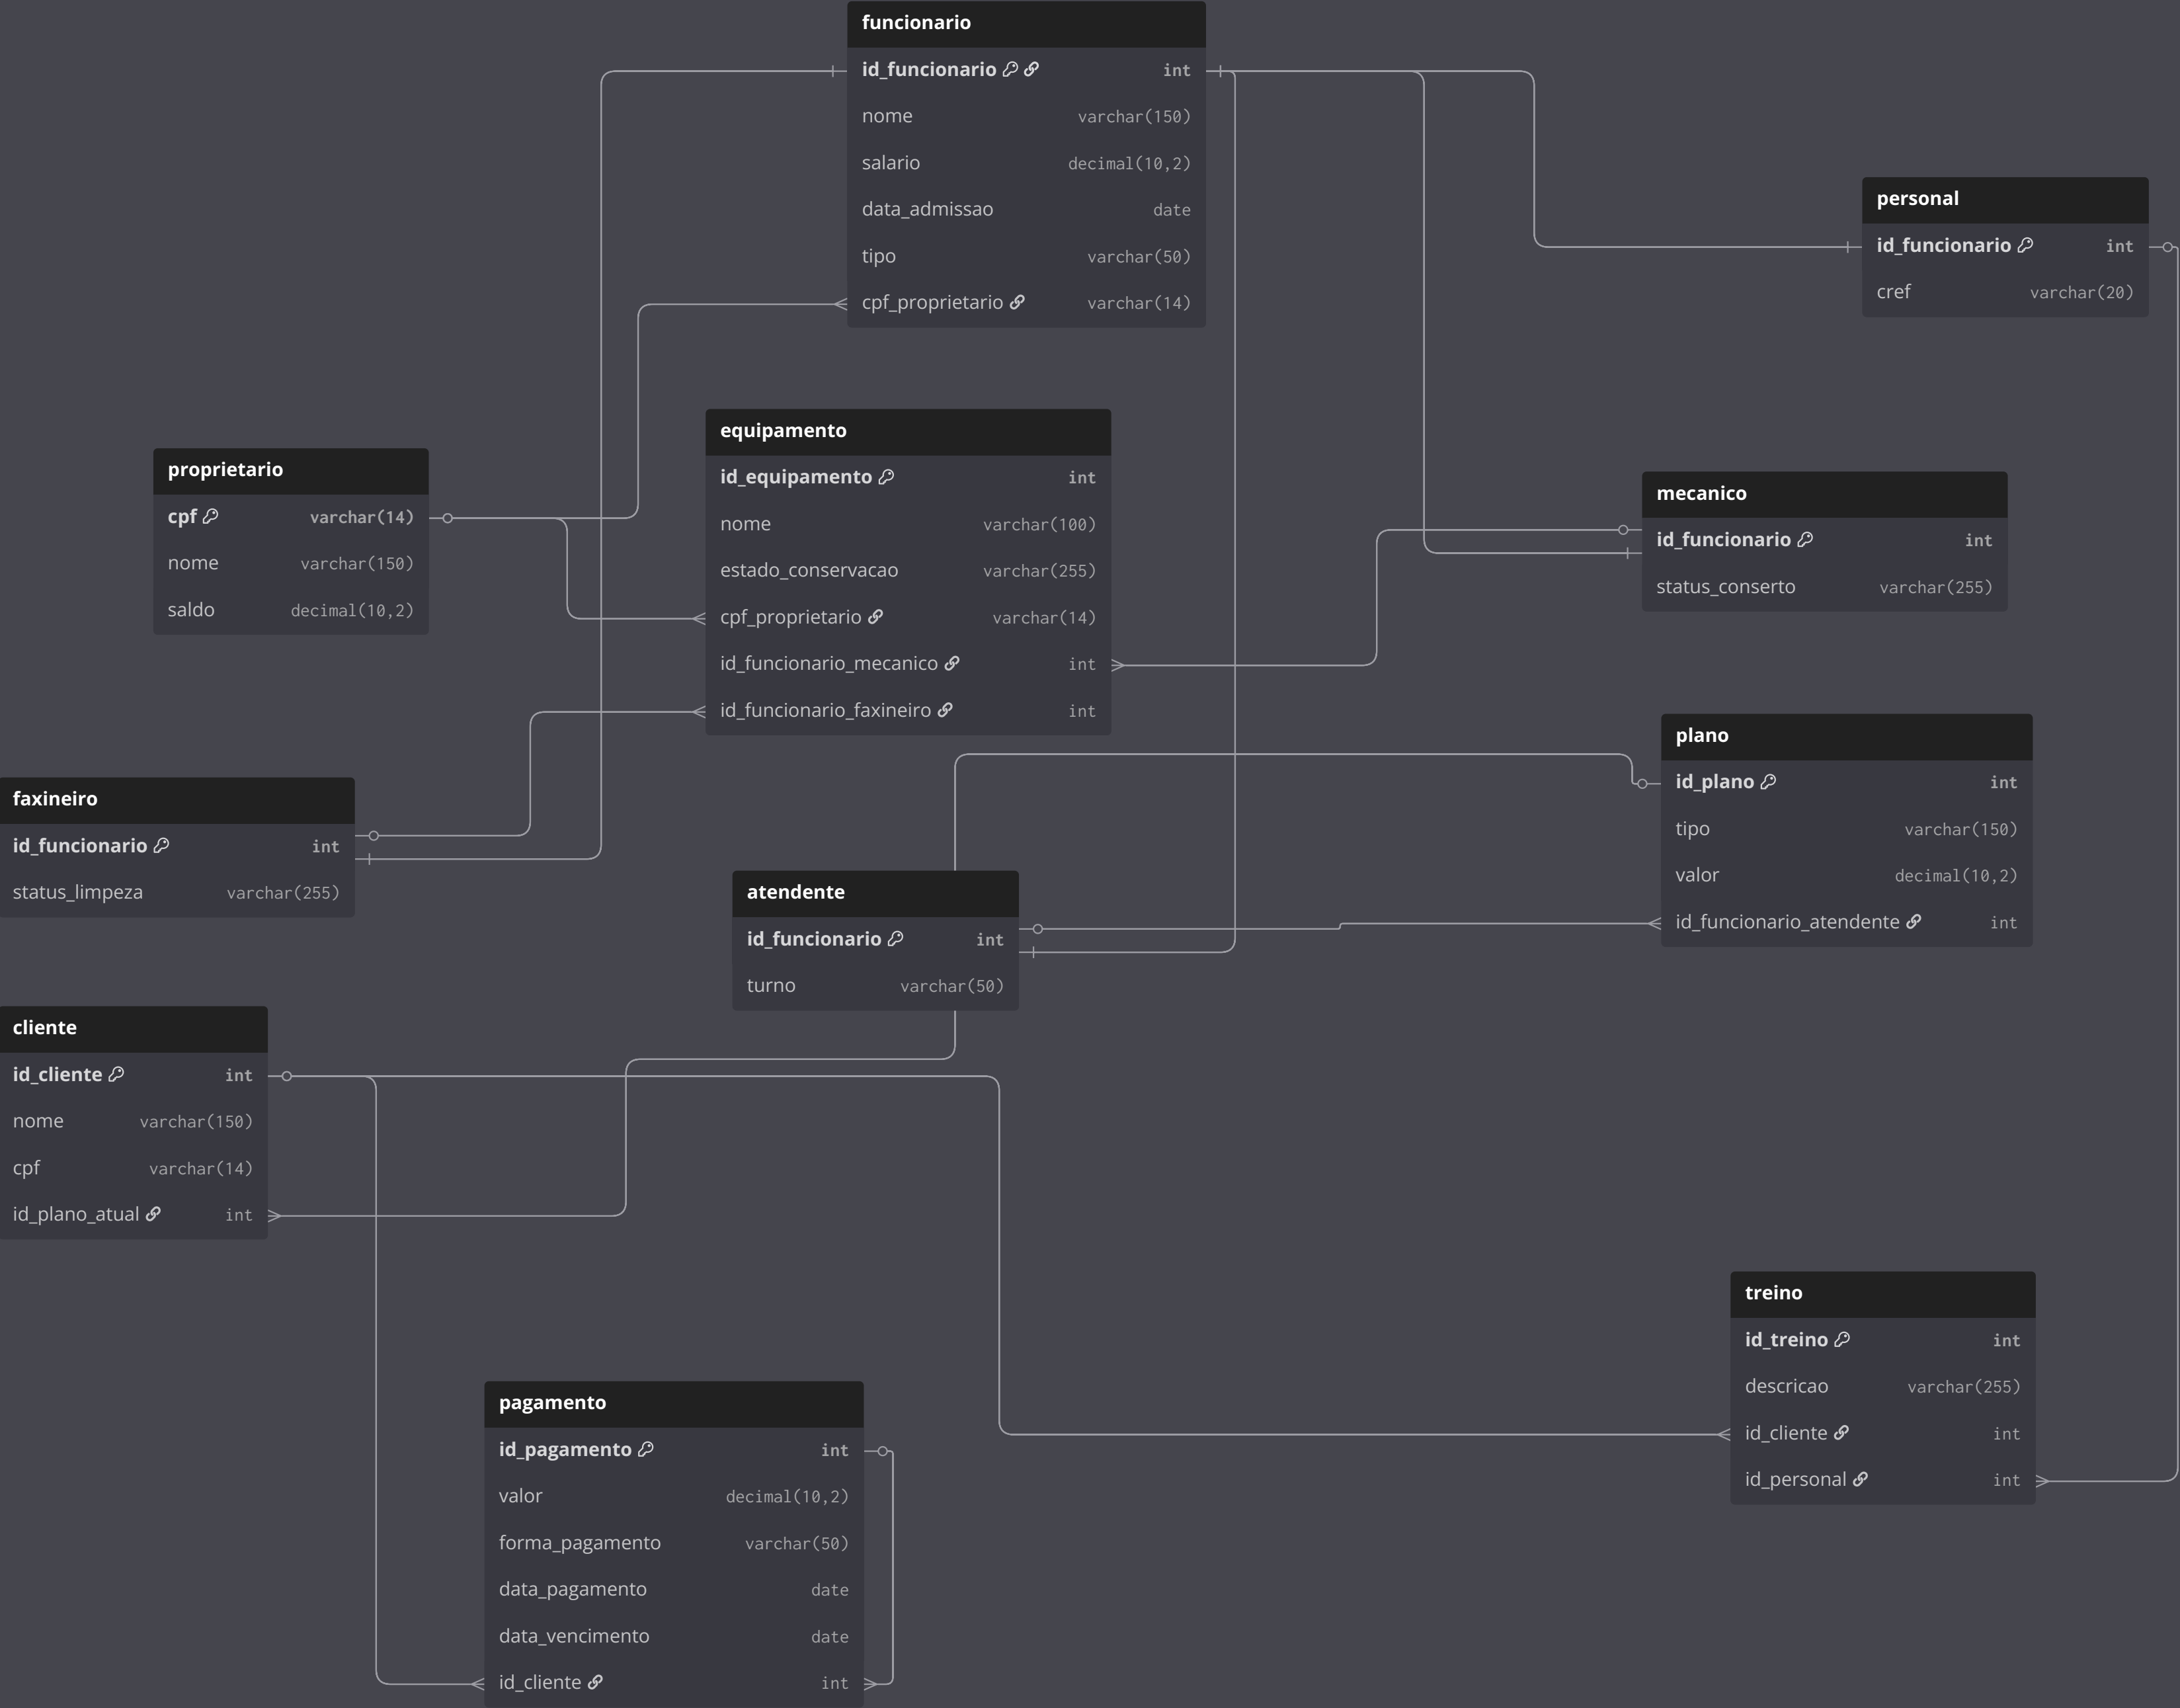 funcionario
id_funcionario int
nome varchar(150)
salario decimal(10,2)
data_admissao date
tipo varchar(50)
cpf_proprietario varchar(14)
personal
id_funcionario int
cref varchar(20)
equipamento
id_equipamento int
nome varchar(100)
estado_conservacao varchar(255)
cpf_proprietario varchar(14)
id_funcionario_mecanico int
id_funcionario_faxineiro int
proprietario
cpf varchar(14)
nome varchar(150)
saldo decimal(10,2)
mecanico
id_funcionario int
status_conserto varchar(255)
plano
id_plano int
tipo varchar(150)
valor decimal(10,2)
id_funcionario_atendente int
faxineiro
id_funcionario int
status_limpeza varchar(255)
atendente
id_funcionario int
turno varchar(50)
cliente
id_cliente int
nome varchar(150)
cpf varchar(14)
id_plano_atual int
treino
id_treino int
descricao varchar(255)
id_cliente int
id_personal int
pagamento
id_pagamento int
valor decimal(10,2)
forma_pagamento varchar(50)
data_pagamento date
data_vencimento date
id_cliente int